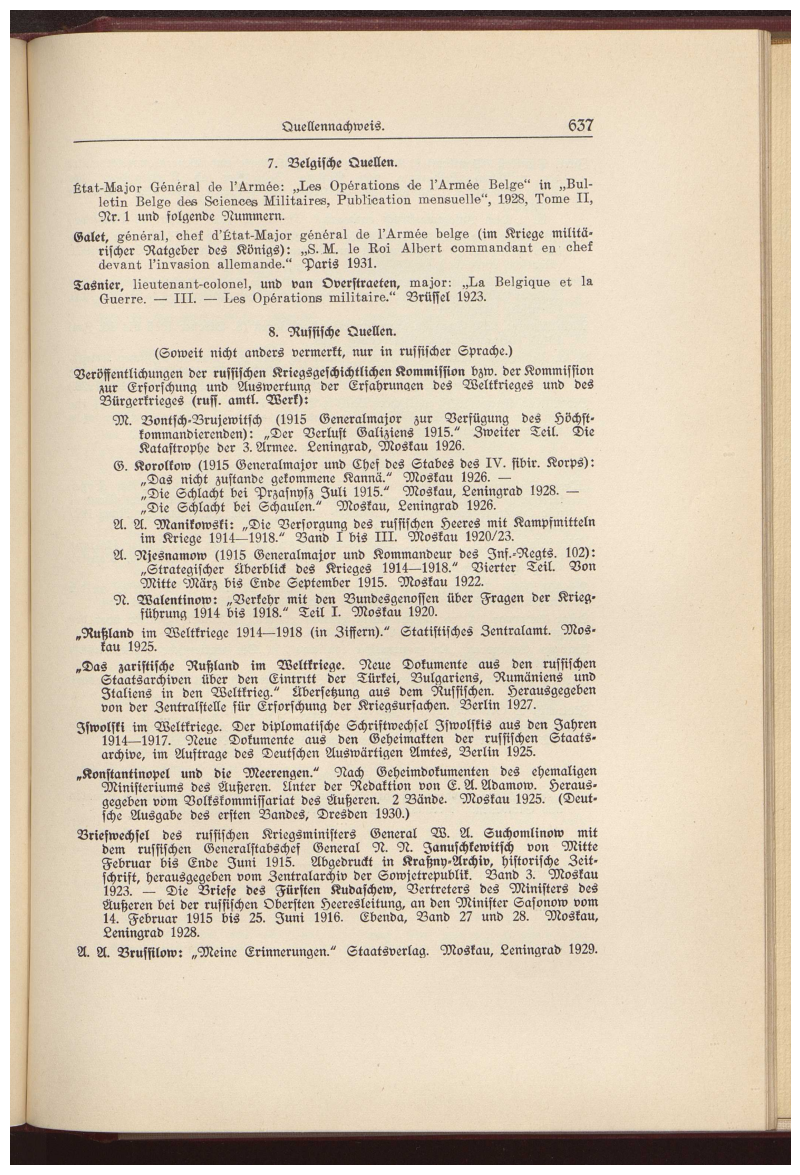 Quellennachweis. 637
7. Belgische Quellen.
État-Major Général de l'Armée: „Les Opérations de l'Armée Belge“ in „Bul-
letin Belge des Sciences Militaires, Publication mensuelle“, 1928, Tome II,
Nr. 1 und folgende Nummern.
Galet, général, chef d'État-Major général de l'Armée belge (im Kriege militä-
rischer Ratgeber des Königs): „S. M. le Roi Albert commandant en chef
devant l'invasion allemande.“ Paris 1931.
Tasnier, lieutenant-colonel, und van Overstraeten, major: „La Belgique et la
Guerre. — III. — Les Opérations militaire.“ Brüssel 1923.
8. Russische Quellen.
(Soweit nicht anders vermerkt, nur in russischer Sprache.)
Veröffentlichungen der russischen Kriegsgeschichtlichen Kommission bzw. der Kommission
zur Erforschung und Auswertung der Erfahrungen des Weltkrieges und des
Bürgerkrieges (russ. amtl. Werk):
M. Bontsch-Brujewitsch (1915 Generalmajor zur Verfügung des Höchst-
kommandierenden): „Der Verlust Galiziens 1915.“ Zweiter Teil. Die
Katastrophe der 3. Armee. Leningrad, Moskau 1926.
G. Korolkow (1915 Generalmajor und Chef des Stabes des IV. sibir. Korps):
„Das nicht zustande gekommene Kannä.“ Moskau 1926. —
„Die Schlacht bei Przasnysz Juli 1915.“ Moskau, Leningrad 1928. —
„Die Schlacht bei Schaulen.“ Moskau, Leningrad 1926.
A. A. Manikowski: „Die Versorgung des russischen Heeres mit Kampfmitteln
im Kriege 1914—1918.“ Band I bis III. Moskau 1920/23.
A. Njesnamow (1915 Generalmajor und Kommandeur des Inf.-Regts. 102):
„Strategischer Überblick des Krieges 1914—1918.“ Vierter Teil. Von
Mitte März bis Ende September 1915. Moskau 1922.
N. Walentinow: „Verkehr mit den Bundesgenossen über Fragen der Krieg-
führung 1914 bis 1918.“ Teil I. Moskau 1920.
„Rußland im Weltkriege 1914—1918 (in Ziffern).“ Statistisches Zentralamt. Mos-
kau 1925.
„Das zaristische Rußland im Weltkriege. Neue Dokumente aus den russischen
Staatsarchiven über den Eintritt der Türkei, Bulgariens, Rumäniens und
Italiens in den Weltkrieg.“ Übersetzung aus dem Russischen. Herausgegeben
von der Zentralstelle für Erforschung der Kriegsursachen. Berlin 1927.
Iswolski im Weltkriege. Der diplomatische Schriftwechsel Iswolskis aus den Jahren
1914—1917. Neue Dokumente aus den Geheimakten der russischen Staats-
archive, im Auftrage des Deutschen Auswärtigen Amtes, Berlin 1925.
„Konstantinopel und die Meerengen.“ Nach Geheimdokumenten des ehemaligen
Ministeriums des Äußeren. Unter der Redaktion von E. A. Adamow. Heraus-
gegeben vom Volkskommissariat des Äußeren. 2 Bände. Moskau 1925. (Deut-
sche Ausgabe des ersten Bandes, Dresden 1930.)
Briefwechsel des russischen Kriegsministers General W. A. Suchomlinow mit
dem russischen Generalstabschef General N. N. Januschkewitsch von Mitte
Februar bis Ende Juni 1915. Abgedruckt in Kraßny-Archiv, historische Zeit-
schrift, herausgegeben vom Zentralarchiv der Sowjetrepublik. Band 3. Moskau
1923. — Die Briefe des Fürsten Kudaschew, Vertreters des Ministers des
Äußeren bei der russischen Obersten Heeresleitung, an den Minister Sasonow vom
14. Februar 1915 bis 25. Juni 1916. Ebenda, Band 27 und 28. Moskau,
Leningrad 1928.
A. A. Brussilow: „Meine Erinnerungen.“ Staatsverlag. Moskau, Leningrad 1929.